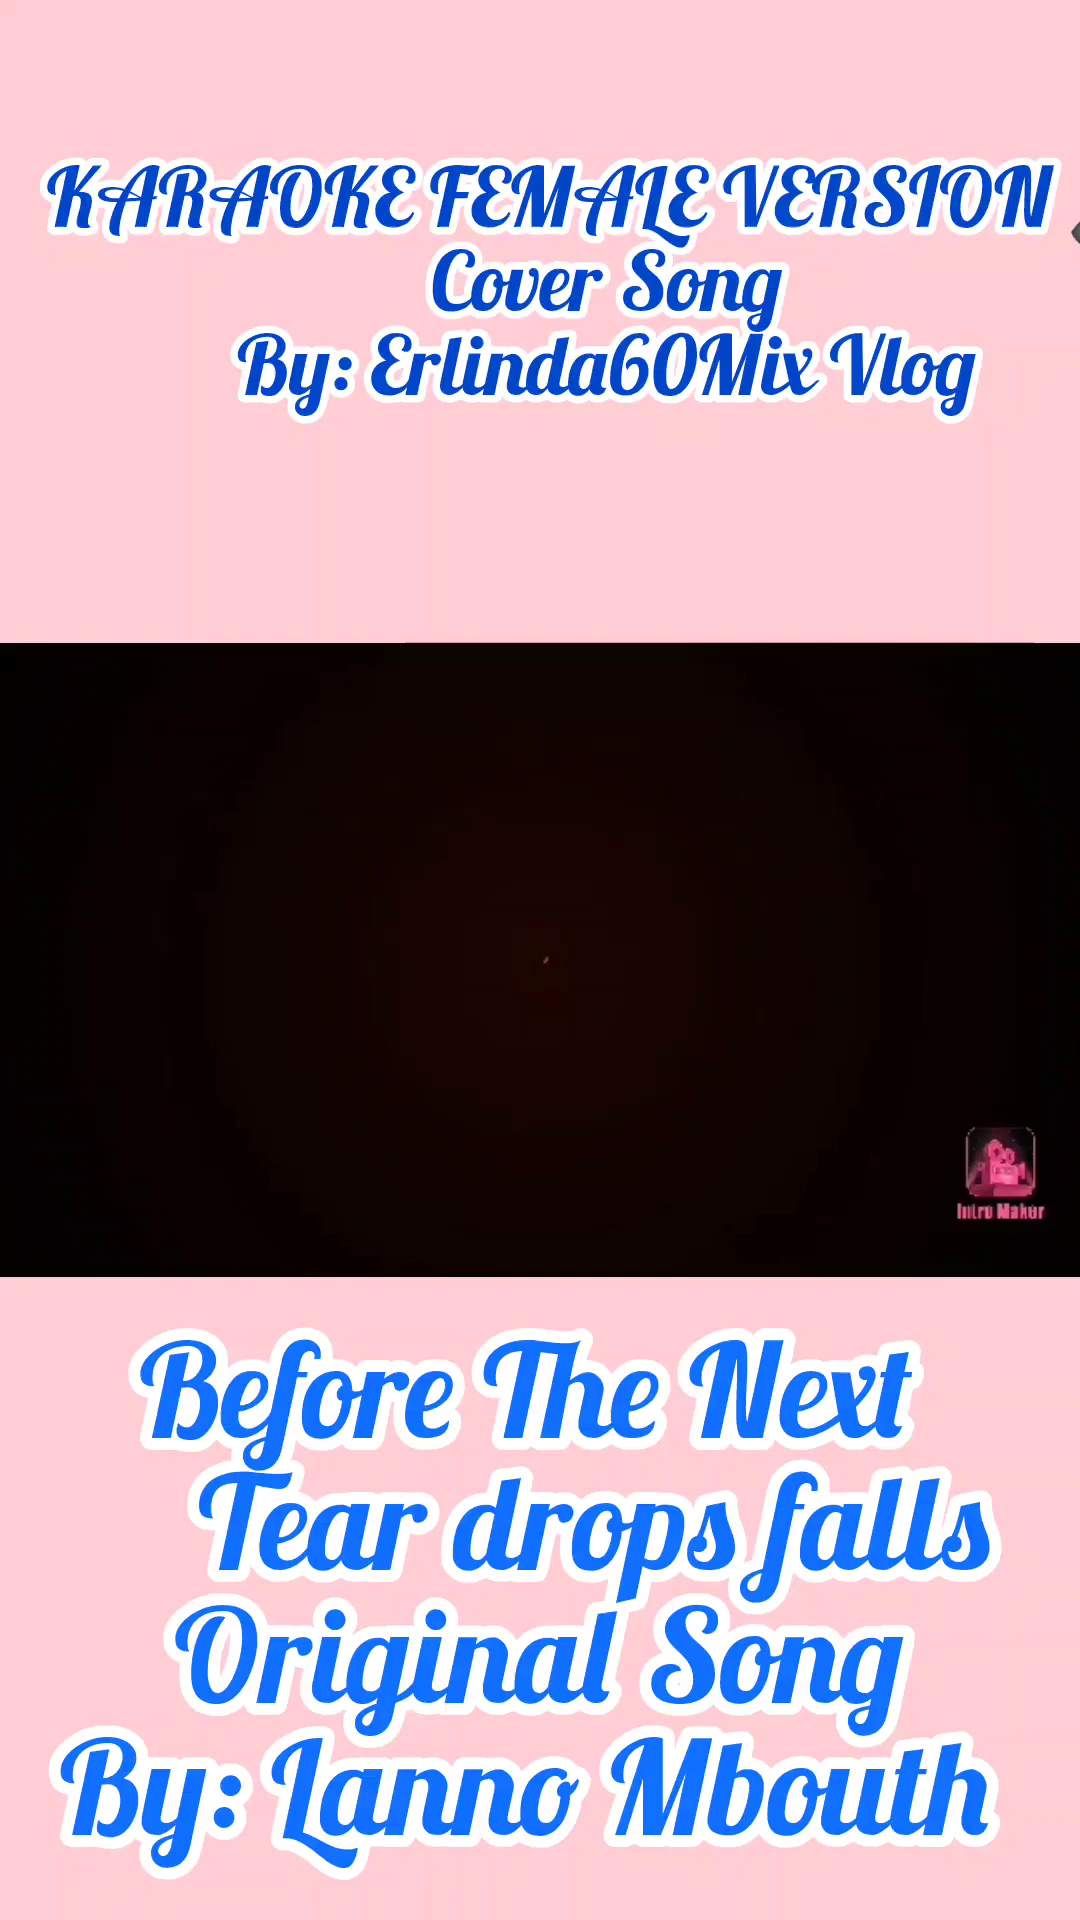 KARAOKE FEMALE VERSION
Cover Song
By: Erlinda60Mix Vlog
Intro Maker
Before The Next
Tear drops falls
Original Song
By: Lanno Mbouth